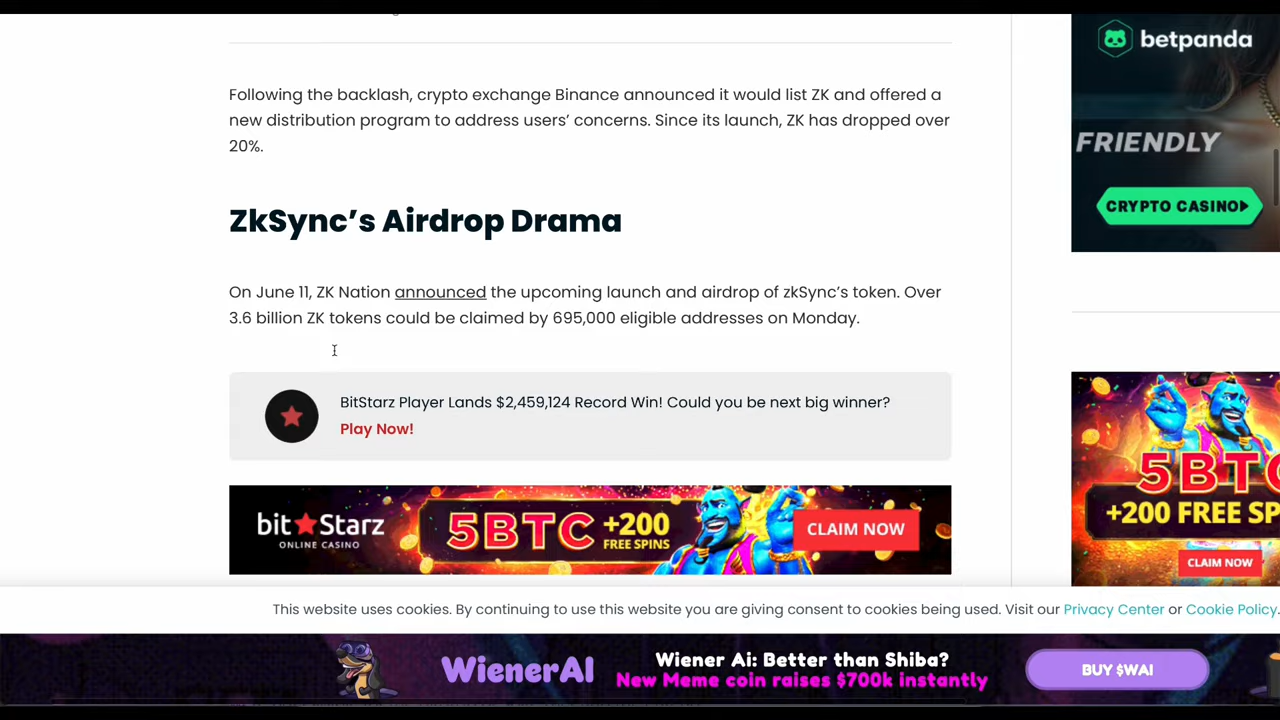 betpanda
Following the backlash, crypto exchange Binance announced it would list ZK and offered a
new distribution program to address users' concerns. Since its launch, ZK has dropped over
20%.
FRIENDLY
CRYPTO CASINO
ZkSync's Airdrop Drama
On June 11, ZK Nation announced the upcoming launch and airdrop of zkSync's token. Over
3.6 billion ZK tokens could be claimed by 695,000 eligible addresses on Monday.
BitStarz Player Lands $2,459,124 Record Win! Could you be next big winner?
Play Now!
bit Starz
ONLINE CASINO
5BTC
+200
FREE SPINS
CLAIM NOW
5BTC
+200 FREE SP
CLAIM NOW
This website uses cookies. By continuing to use this website you are giving consent to cookies being used. Visit our Privacy Center or Cookie Policy.
WienerAI
Wiener Ai: Better than Shiba?
New Meme coin raises $700k instantly
BUY $WAI